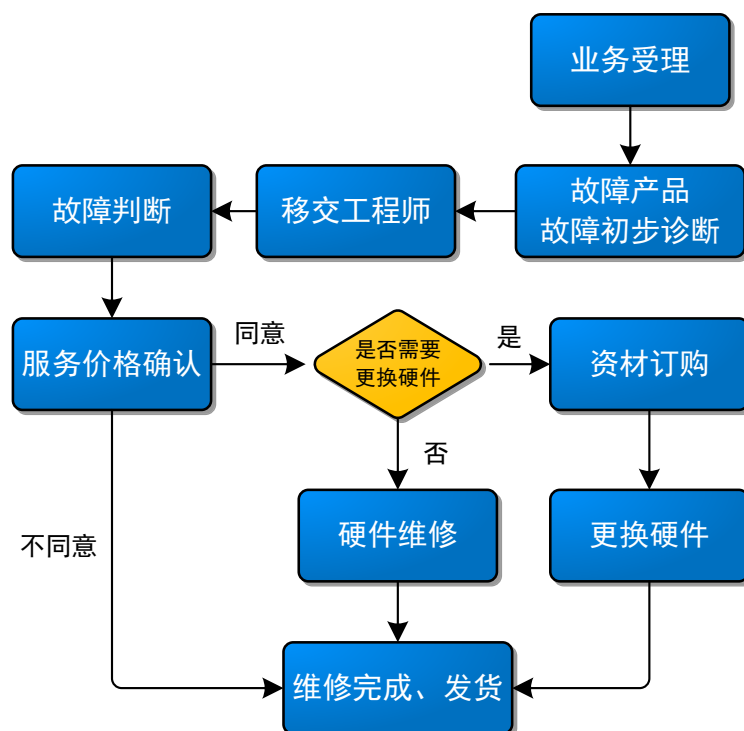 业务受理
故障判断
移交工程师
故障产品
故障初步诊断
服务价格确认
同意
是否需要
更换硬件
是
资材订购
否
不同意
硬件维修
更换硬件
维修完成、发货